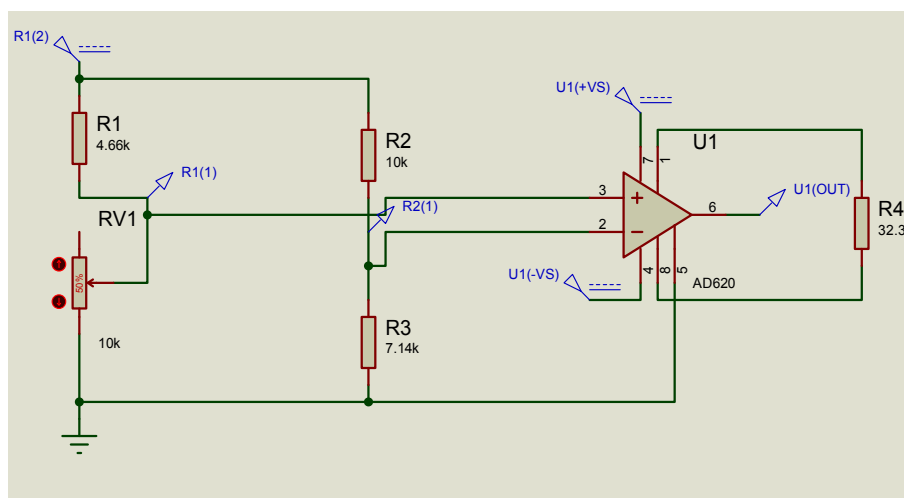 R1(2)
R1
4.66k
R1(1)
RV1
50%
10k
R2
10k
R2(1)
R3
7.14k
U1(+VS)
U1
7
1
3
+
2
−
6
U1(OUT)
U1(-VS)
4
8
5
AD620
R4
32.3